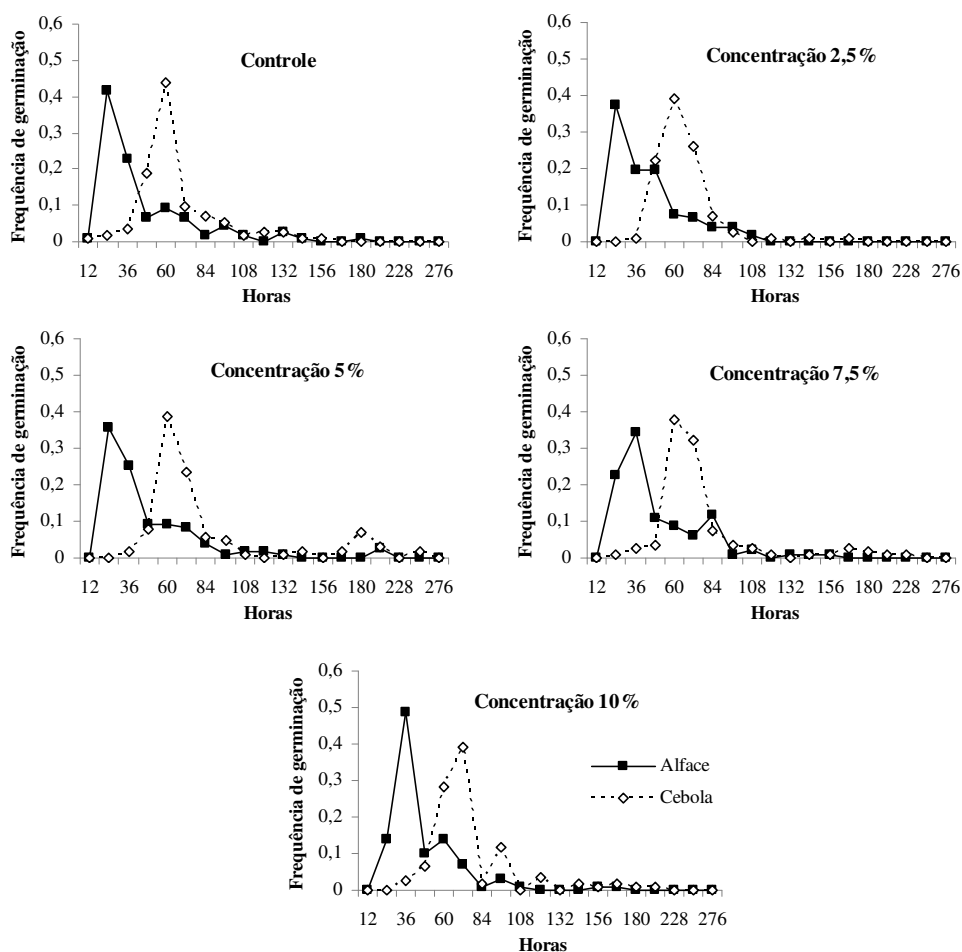 Controle
Frequência de germinação
0,6
0,5
0,4
0,3
0,2
0,1
0
12 36 60 84 108 132 156 180 228 276
Horas
Concentração 2,5%
Frequência de germinação
0,6
0,5
0,4
0,3
0,2
0,1
0
12 36 60 84 108 132 156 180 228 276
Horas
Concentração 5%
Frequência de germinação
0,6
0,5
0,4
0,3
0,2
0,1
0
12 36 60 84 108 132 156 180 228 276
Horas
Concentração 7,5%
Frequência de germinação
0,6
0,5
0,4
0,3
0,2
0,1
0
12 36 60 84 108 132 156 180 228 276
Horas
Concentração 10%
Frequência de germinação
0,6
0,5
0,4
0,3
0,2
0,1
0
12 36 60 84 108 132 156 180 228 276
Horas
Alface
Cebola